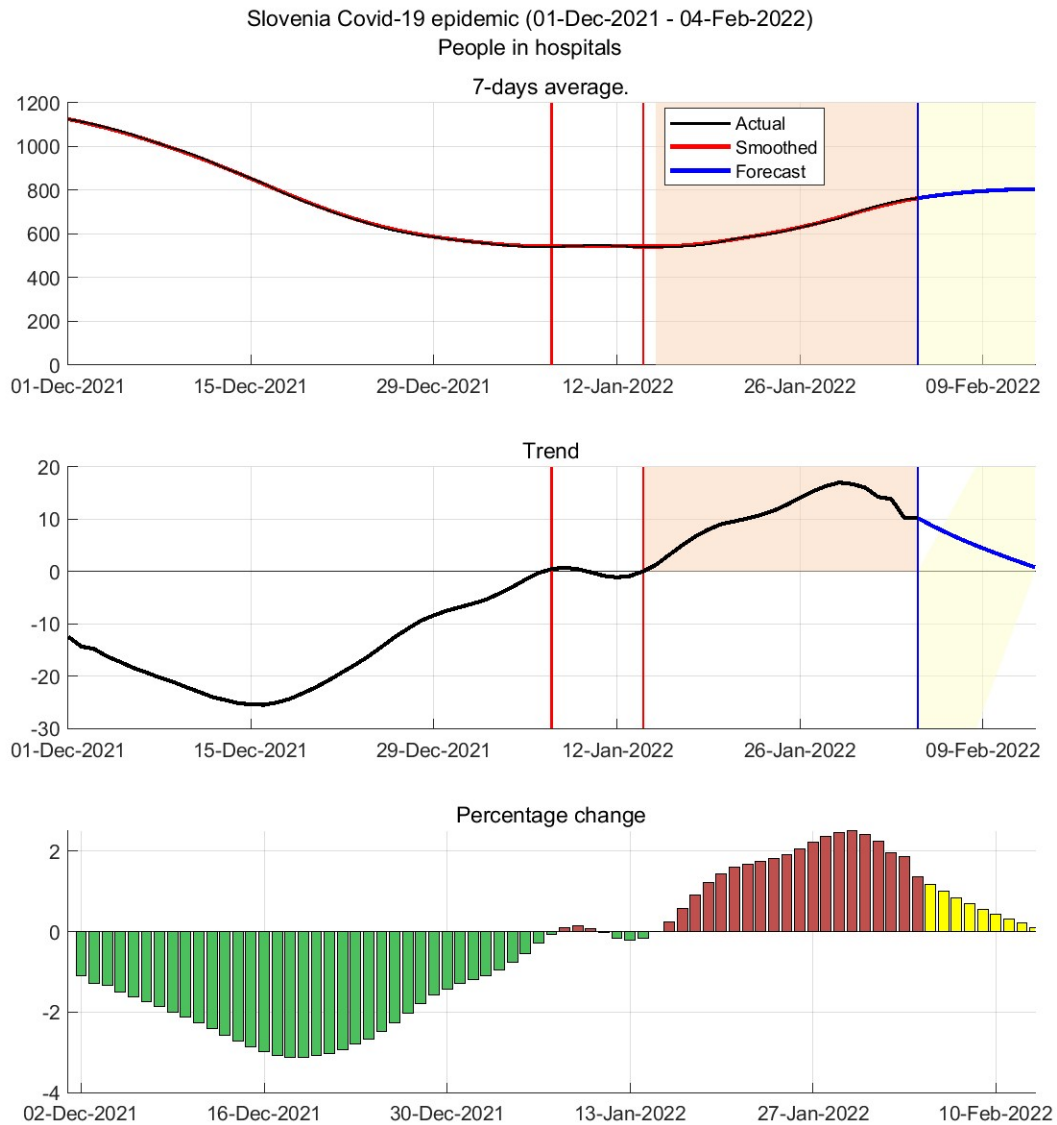 Slovenia Covid-19 epidemic (01-Dec-2021 - 04-Feb-2022)
People in hospitals
7-days average.
1200
1000
800
600
400
200
0
Actual
Smoothed
Forecast
01-Dec-2021 15-Dec-2021 29-Dec-2021 12-Jan-2022 26-Jan-2022 09-Feb-2022
Trend
20
10
0
-10
-20
-30
01-Dec-2021 15-Dec-2021 29-Dec-2021 12-Jan-2022 26-Jan-2022 09-Feb-2022
Percentage change
2
0
-2
-4
02-Dec-2021 16-Dec-2021 30-Dec-2021 13-Jan-2022 27-Jan-2022 10-Feb-2022